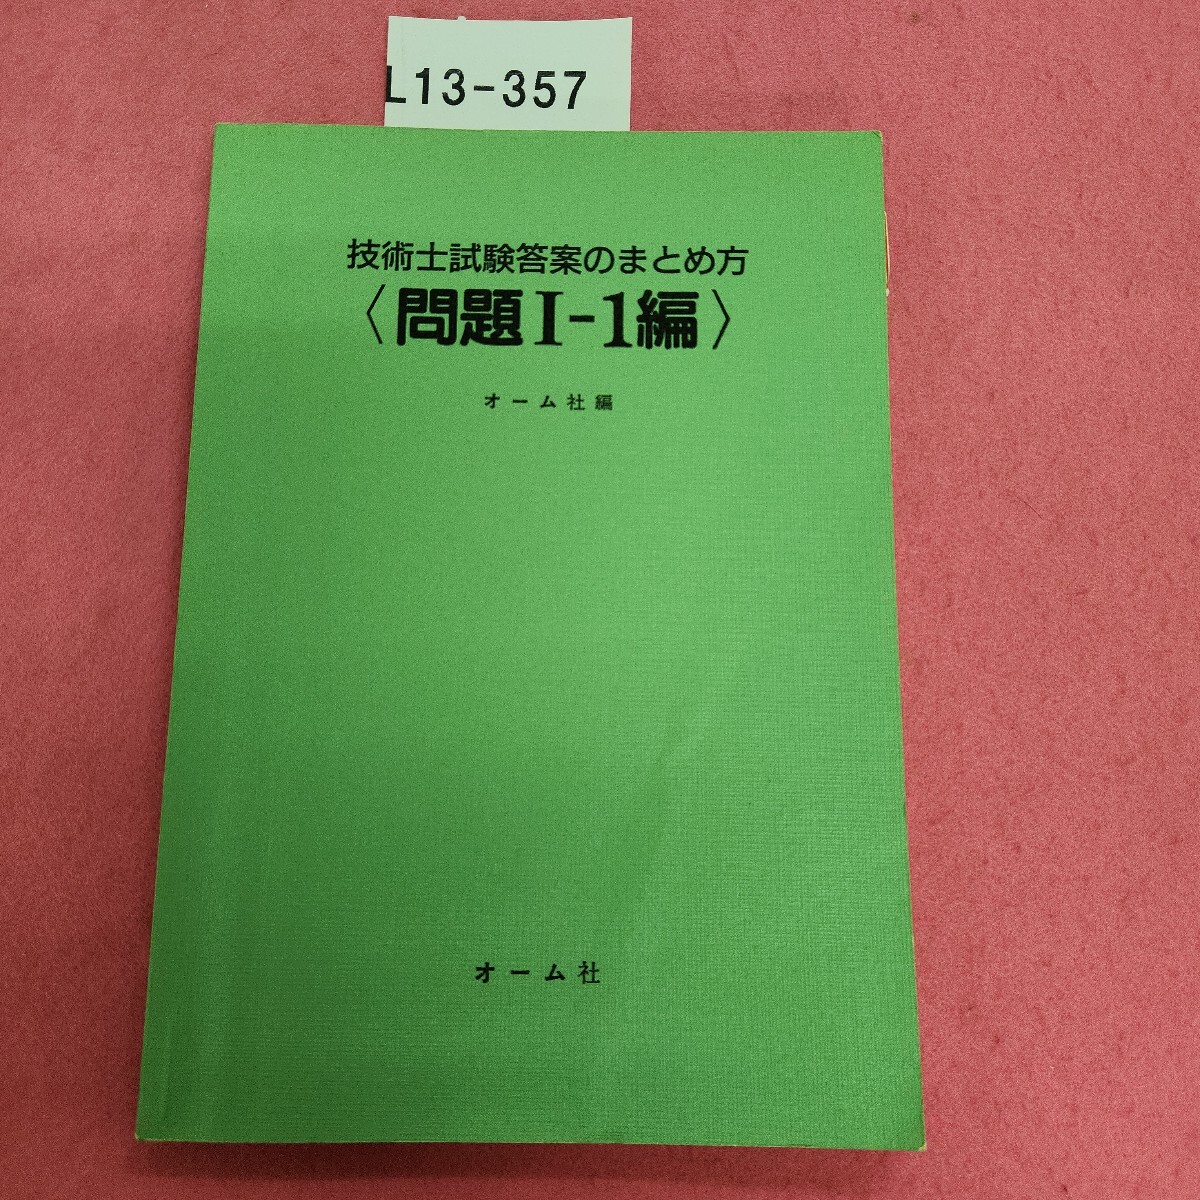 L13-357
技術士試験答案のまとめ方
〈問題I-1編〉
オーム社編
オーム社